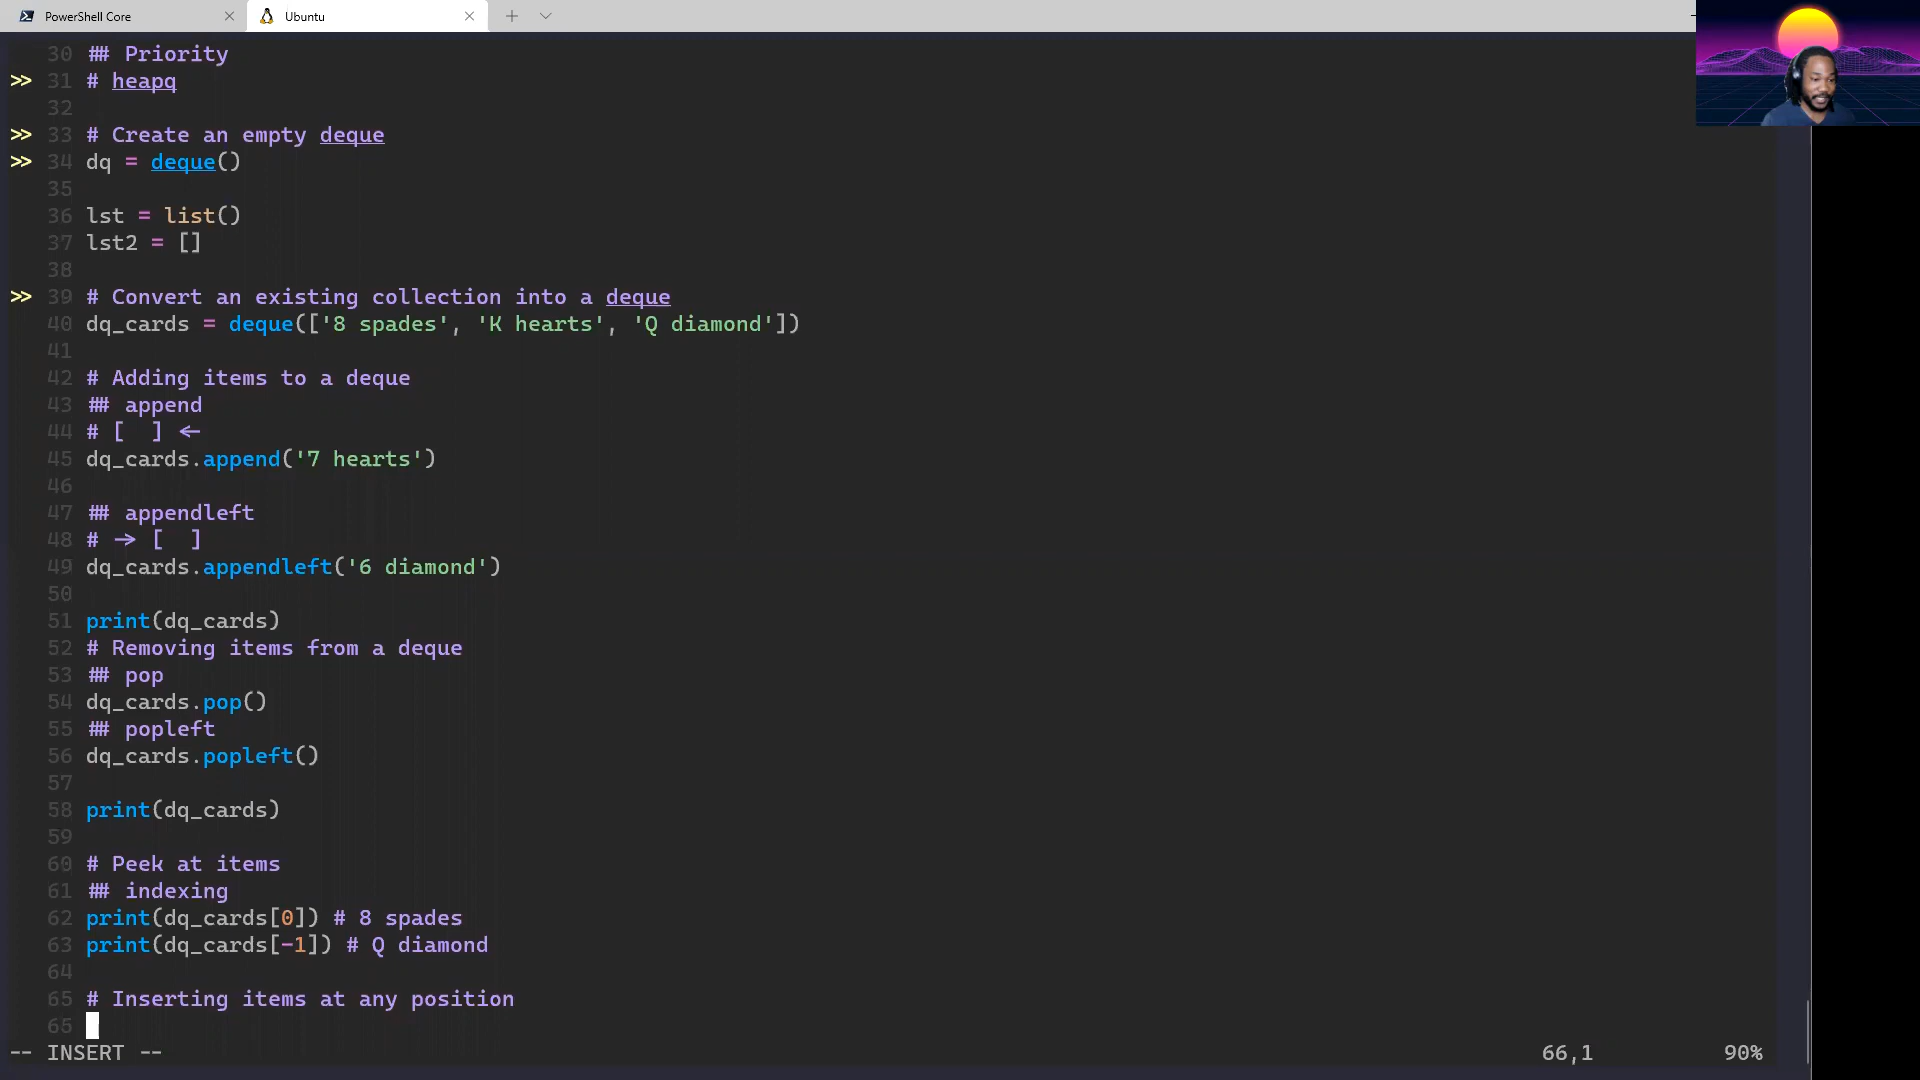 PowerShell Core
Ubuntu
30 ## Priority
>> 31 # heapq
32
>> 33 # Create an empty deque
>> 34 dq = deque()
35
36 lst = list()
37 lst2 = []
38
>> 39 # Convert an existing collection into a deque
40 dq_cards = deque(['8 spades', 'K hearts', 'Q diamond'])
41
42 # Adding items to a deque
43 ## append
44 # [  ] <-
45 dq_cards.append('7 hearts')
46
47 ## appendleft
48 # -> [  ]
49 dq_cards.appendleft('6 diamond')
50
51 print(dq_cards)
52 # Removing items from a deque
53 ## pop
54 dq_cards.pop()
55 ## popleft
56 dq_cards.popleft()
57
58 print(dq_cards)
59
60 # Peek at items
61 ## indexing
62 print(dq_cards[0]) # 8 spades
63 print(dq_cards[-1]) # Q diamond
64
65 # Inserting items at any position
65
-- INSERT -- 66,1 90%